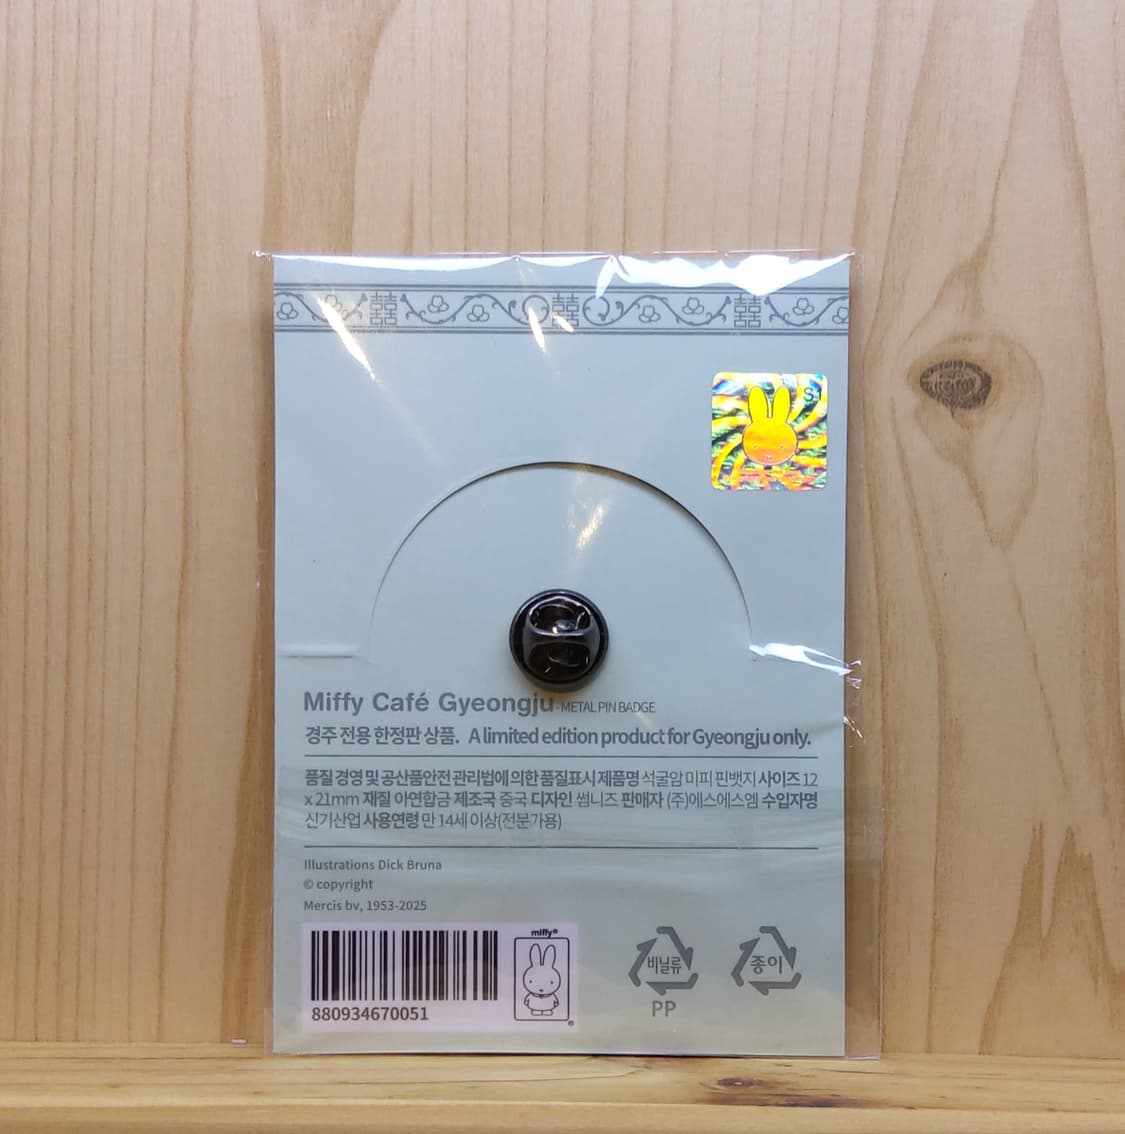 囍 囍 囍
S
Miffy Café Gyeongju METAL PIN BADGE
경주 전용 한정판 상품. A limited edition product for Gyeongju only.
품질 경영 및 공산품안전 관리법에 의한 품질표시 제품명 석굴암 미피 핀뱃지 사이즈 12
x 21mm 재질 아연합금 제조국 중국 디자인 썸니즈 판매자 (주)에스에스엠 수입자명
신기산업 사용연령 만 14세 이상(전문가용)
Illustrations Dick Bruna
© copyright
Mercis bv, 1953-2025
miffy®
880934670051
®
비닐류
PP
종이